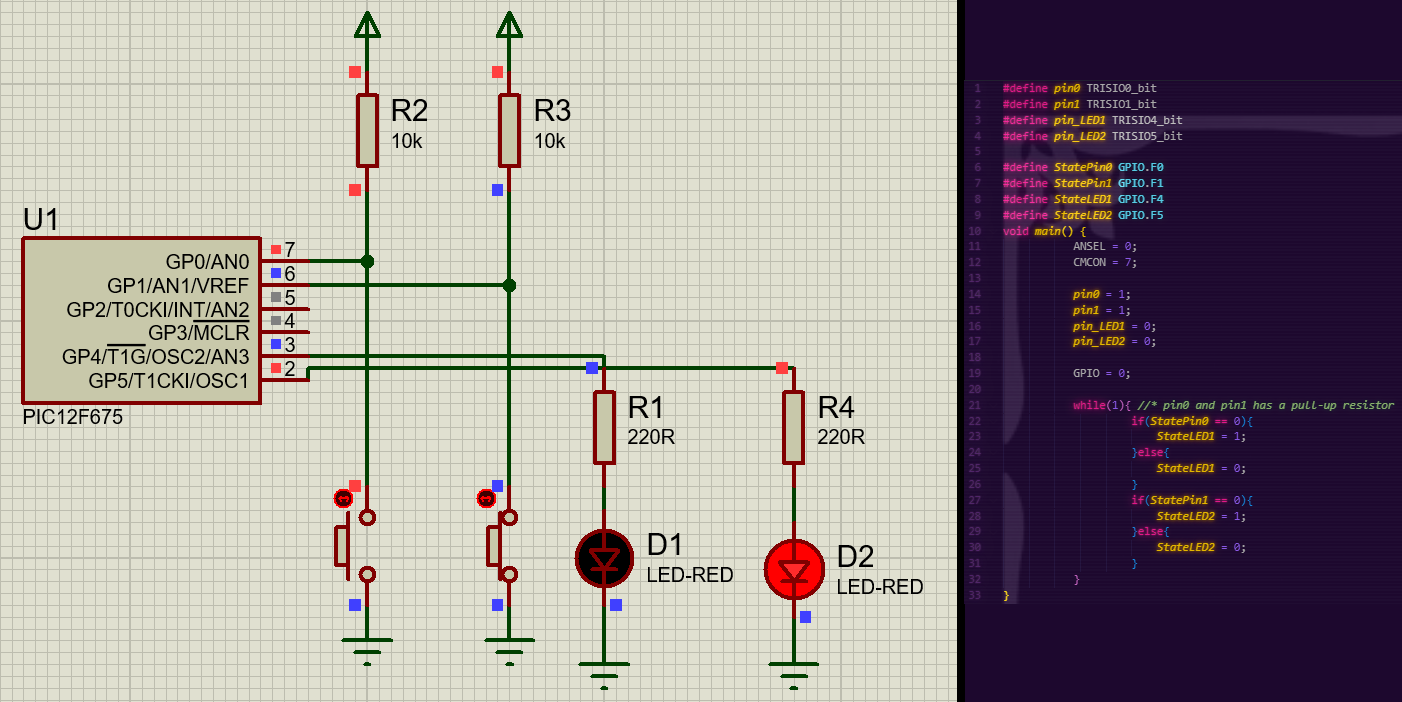 R2
10k
R3
10k
U1
7
GP0/AN0
6
GP1/AN1/VREF
5
GP2/T0CKI/INT/AN2
4
GP3/MCLR
3
GP4/T1G/OSC2/AN3
2
GP5/T1CKI/OSC1
PIC12F675
R1
220R
R4
220R
D1
LED-RED
D2
LED-RED
1 #define pin0 TRISIO0_bit
2 #define pin1 TRISIO1_bit
3 #define pin_LED1 TRISIO4_bit
4 #define pin_LED2 TRISIO5_bit
5
6 #define StatePin0 GPIO.F0
7 #define StatePin1 GPIO.F1
8 #define StateLED1 GPIO.F4
9 #define StateLED2 GPIO.F5
10 void main() {
11 ANSEL = 0;
12 CMCON = 7;
13
14 pin0 = 1;
15 pin1 = 1;
16 pin_LED1 = 0;
17 pin_LED2 = 0;
18
19 GPIO = 0;
20
21 while(1){ //* pin0 and pin1 has a pull-up resistor
22 if(StatePin0 == 0){
23 StateLED1 = 1;
24 }else{
25 StateLED1 = 0;
26 }
27 if(StatePin1 == 0){
28 StateLED2 = 1;
29 }else{
30 StateLED2 = 0;
31 }
32 }
33 }